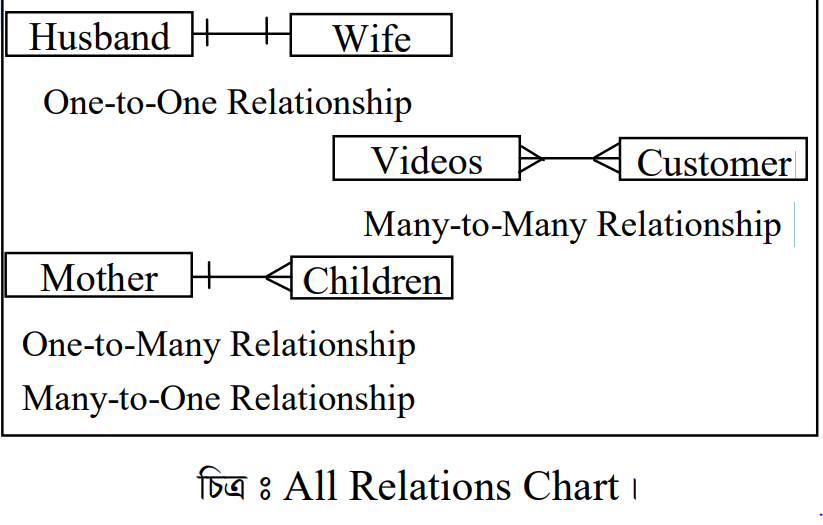 Husband Wife
One-to-One Relationship
Videos Customer
Many-to-Many Relationship
Mother Children
One-to-Many Relationship
Many-to-One Relationship
চিত্র ঃ All Relations Chart।